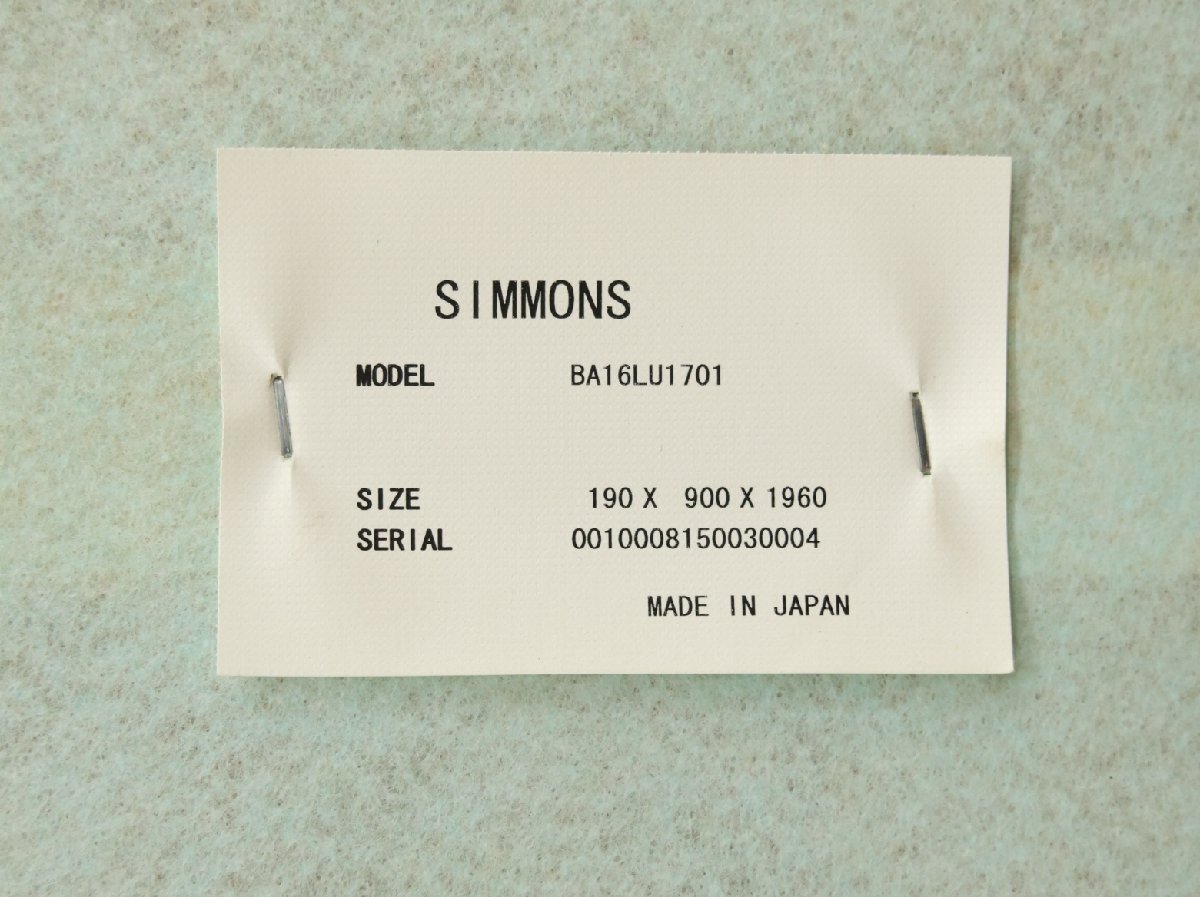 SIMMONS
MODEL BA16LU1701
SIZE 190 X 900 X 1960
SERIAL 0010008150030004
MADE IN JAPAN